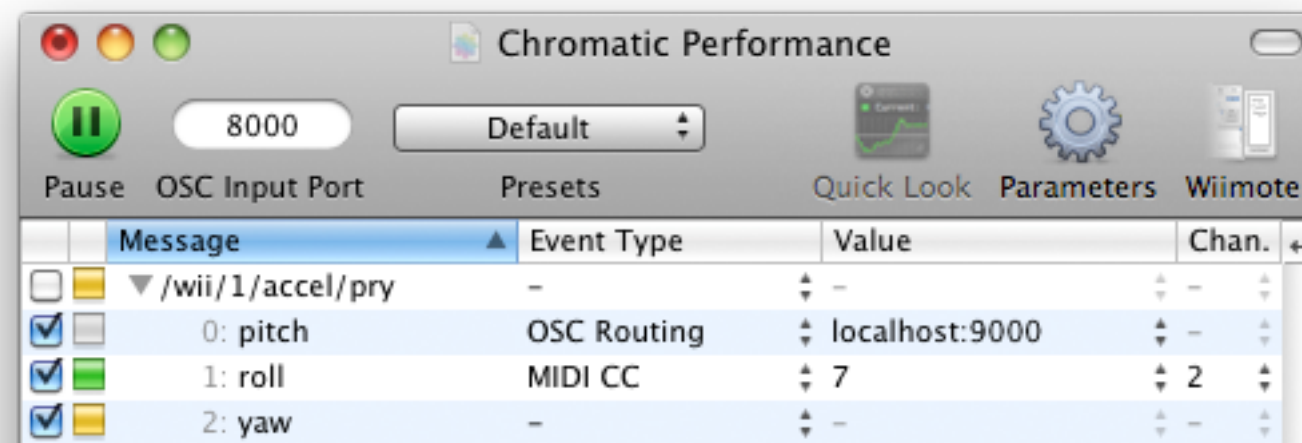 Chromatic Performance
8000 Default
Pause OSC Input Port Presets Quick Look Parameters Wiimote
Message Event Type Value Chan.
/wii/1/accel/pry – – –
0: pitch OSC Routing localhost:9000 –
1: roll MIDI CC 7 2
2: yaw – – –